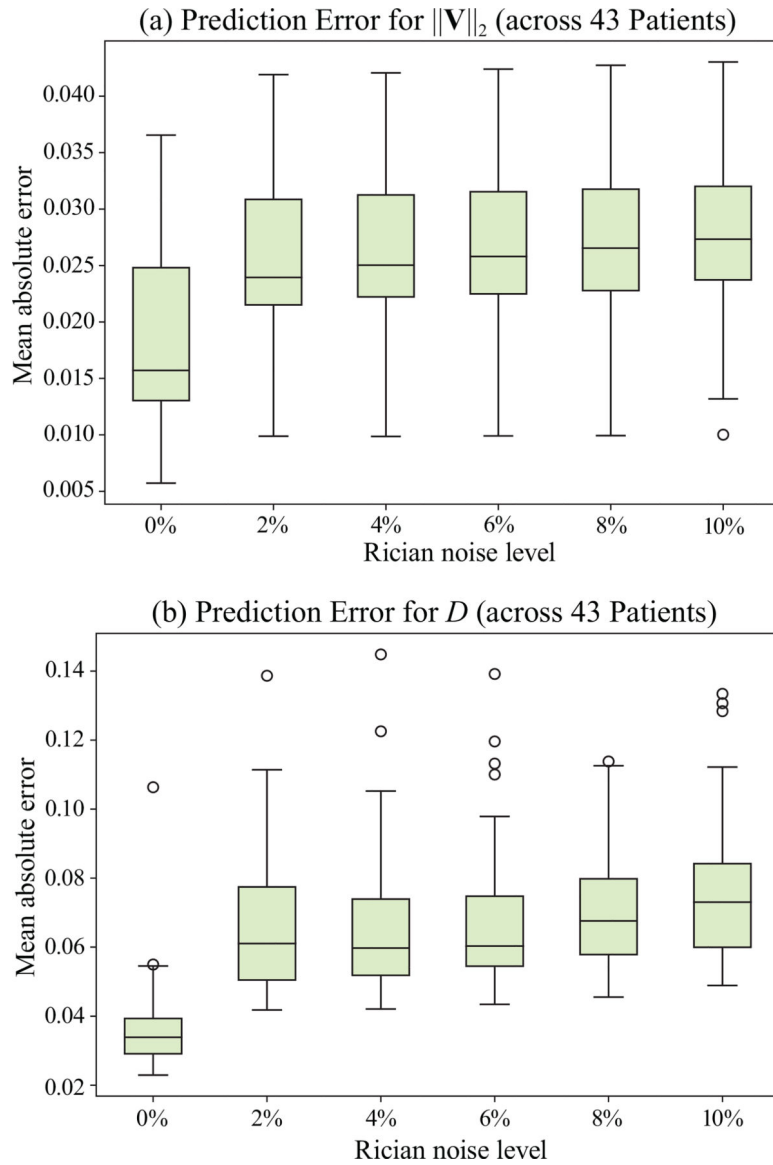 (a) Prediction Error for ||V||₂ (across 43 Patients)
Mean absolute error
0.040
0.035
0.030
0.025
0.020
0.015
0.010
0.005
0% 2% 4% 6% 8% 10%
Rician noise level
(b) Prediction Error for D (across 43 Patients)
Mean absolute error
0.14
0.12
0.10
0.08
0.06
0.04
0.02
0% 2% 4% 6% 8% 10%
Rician noise level